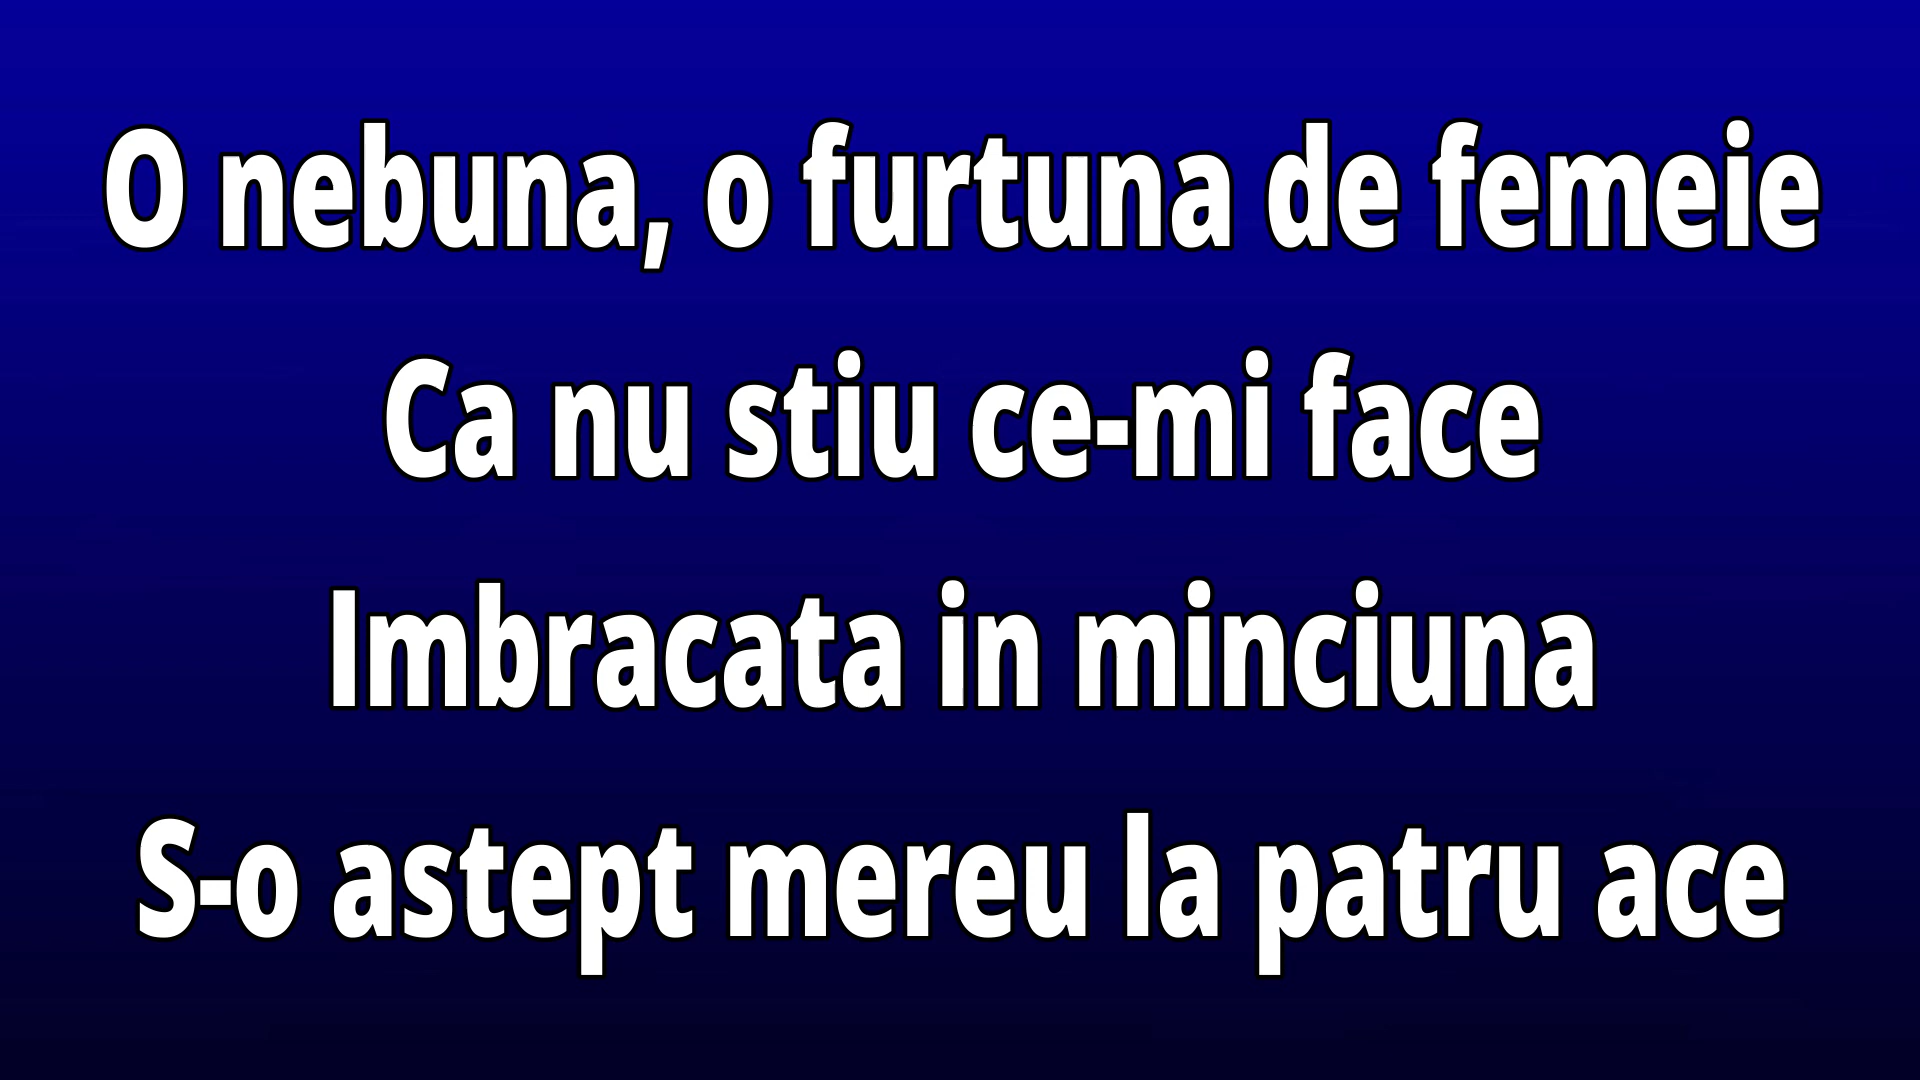 O nebuna, o furtuna de femeie
Ca nu stiu ce-mi face
Imbracata in minciuna
S-o astept mereu la patru ace